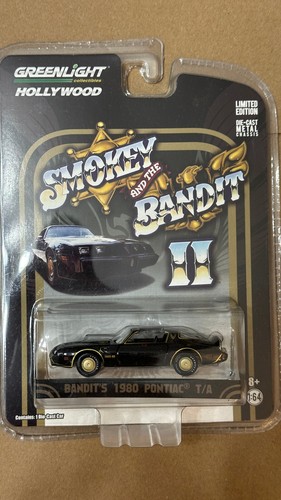 GREENLIGHT
collectibles
HOLLYWOOD
LIMITED
EDITION
DIE-CAST
METAL
CHASSIS
SMOKEY
AND THE
BANDIT
II
BANDIT'S 1980 PONTIAC® T/A
8+
1:64
Contains: 1 Die-Cast Car